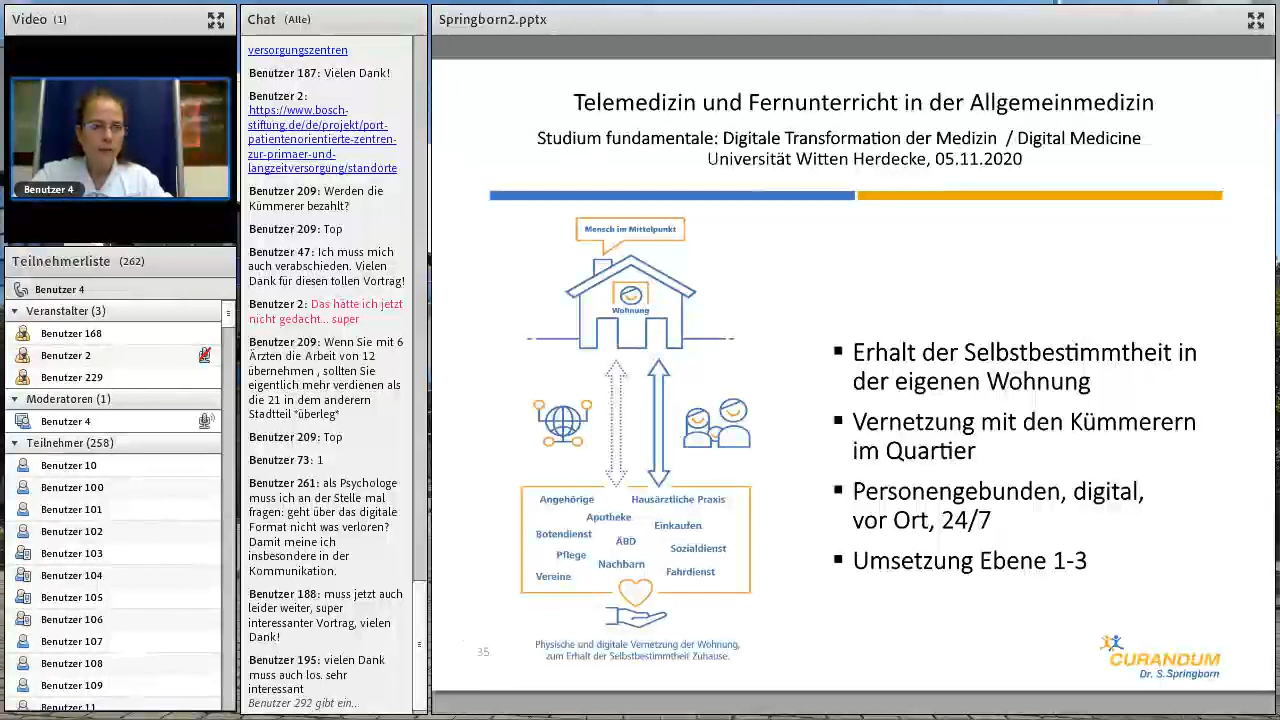 Video (1)
Benutzer 4
Teilnehmerliste (262)
Benutzer 4
Veranstalter (3)
Benutzer 168
Benutzer 2
Benutzer 229
Moderatoren (1)
Benutzer 4
Teilnehmer (258)
Benutzer 10
Benutzer 100
Benutzer 101
Benutzer 102
Benutzer 103
Benutzer 104
Benutzer 105
Benutzer 106
Benutzer 107
Benutzer 108
Benutzer 109
Benutzer 11
Chat (Alle)
versorgungszentren
Benutzer 187: Vielen Dank!
Benutzer 2:
https://www.bosch-
stiftung.de/de/projekt/port-
patientenorientierte-zentren-
zur-primaer-und-
langzeitversorgung/standorte
Benutzer 209: Werden die
Kümmerer bezahlt?
Benutzer 209: Top
Benutzer 47: Ich muss mich
auch verabschieden. Vielen
Dank für diesen tollen Vortrag!
Benutzer 2: Das hätte ich jetzt
nicht gedacht... super
Benutzer 209: Wenn Sie mit 6
Ärzten die Arbeit von 12
übernehmen , sollten Sie
eigentlich mehr verdienen als
die 21 in dem anderem
Stadtteil *überleg*
Benutzer 209: Top
Benutzer 73: 1
Benutzer 261: als Psychologe
muss ich an der Stelle mal
fragen: geht über das digitale
Format nicht was verloren?
Damit meine ich
insbesondere in der
Kommunikation.
Benutzer 188: muss jetzt auch
leider weiter, super
interessanter Vortrag, vielen
Dank!
Benutzer 195: vielen Dank
muss auch los. sehr
interessant
Benutzer 292 gibt ein...
Springborn2.pptx
Telemedizin und Fernunterricht in der Allgemeinmedizin
Studium fundamentale: Digitale Transformation der Medizin / Digital Medicine
Universität Witten Herdecke, 05.11.2020
Mensch im Mittelpunkt
Wohnung
Angehörige Hausärztliche Praxis
Apotheke
Einkaufen
Botendienst
ÄBD
Sozialdienst
Pflege
Nachbarn
Fahrdienst
Vereine
Physische und digitale Vernetzung der Wohnung,
zum Erhalt der Selbstbestimmtheit Zuhause.
▪ Erhalt der Selbstbestimmtheit in
der eigenen Wohnung
▪ Vernetzung mit den Kümmerern
im Quartier
▪ Personengebunden, digital,
vor Ort, 24/7
▪ Umsetzung Ebene 1-3
35
CURANDUM
Dr. S.Springborn